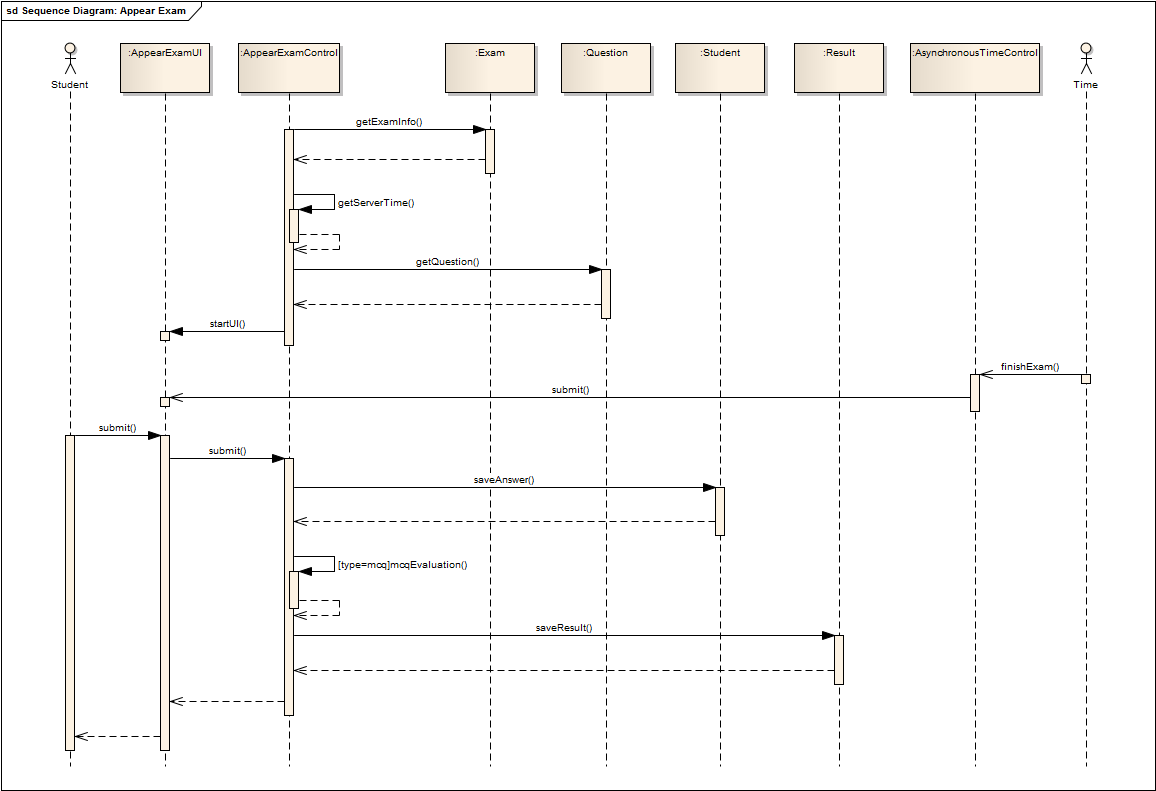 sd Sequence Diagram: Appear Exam
Student
:AppearExamUI
:AppearExamControl
:Exam
:Question
:Student
:Result
:AsynchronousTimeControl
Time
getExamInfo()
getServerTime()
getQuestion()
startUI()
finishExam()
submit()
submit()
submit()
saveAnswer()
[type=mcq]mcqEvaluation()
saveResult()